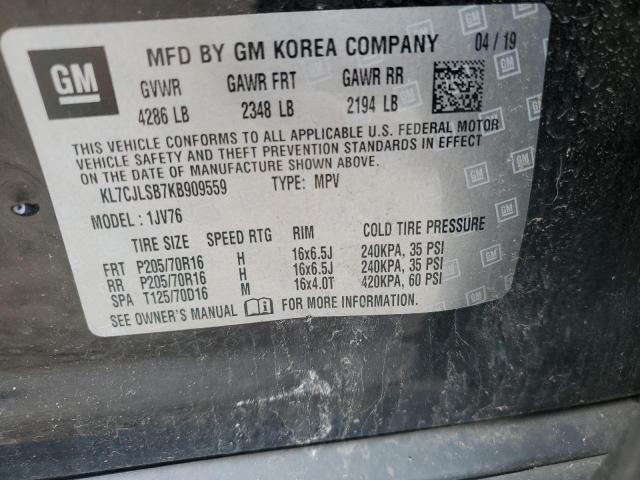 GM
MFD BY GM KOREA COMPANY 04 / 19
GVWR GAWR FRT GAWR RR
4286 LB 2348 LB 2194 LB
THIS VEHICLE CONFORMS TO ALL APPLICABLE U.S. FEDERAL MOTOR
VEHICLE SAFETY AND THEFT PREVENTION STANDARDS IN EFFECT
ON THE DATE OF MANUFACTURE SHOWN ABOVE.
KL7CJLSB7KB909559 TYPE: MPV
MODEL: 1JV76
TIRE SIZE SPEED RTG RIM COLD TIRE PRESSURE
FRT P205/70R16 H 16x6.5J 240KPA, 35 PSI
RR P205/70R16 H 16x6.5J 240KPA, 35 PSI
SPA T125/70D16 M 16x4.0T 420KPA, 60 PSI
SEE OWNER'S MANUAL FOR MORE INFORMATION.